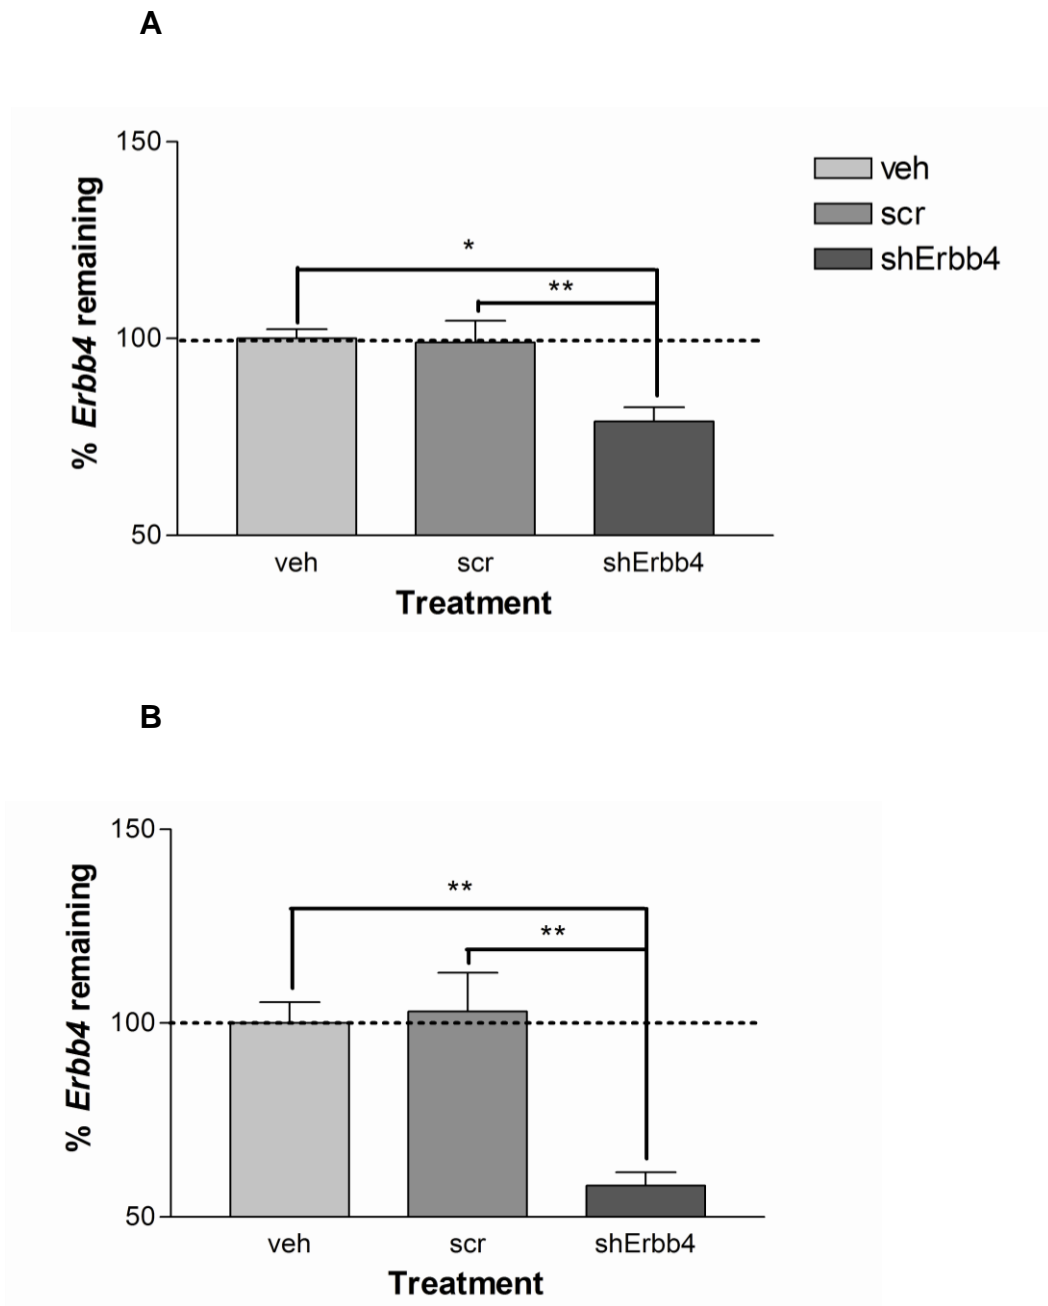 A
150
veh
scr
shErbb4
*
**
100
% Erbb4 remaining
50
veh scr shErbb4
Treatment
B
150
**
**
100
% Erbb4 remaining
50
veh scr shErbb4
Treatment